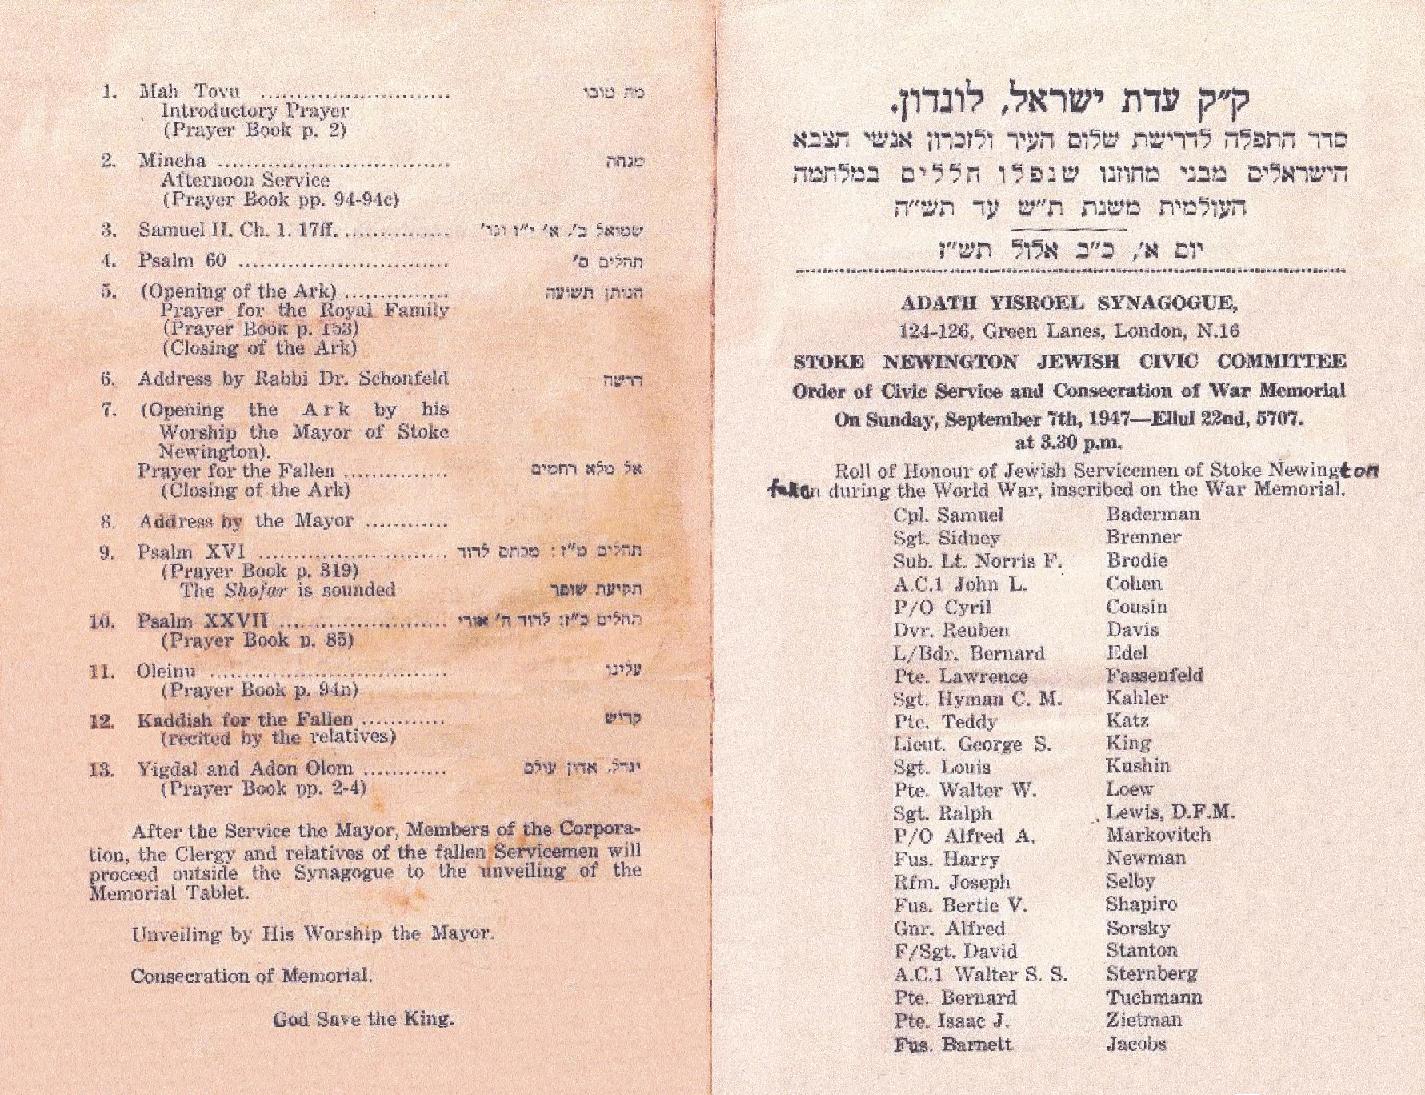 1. Mah Tovu .......................... מה טובו
Introductory Prayer
(Prayer Book p. 2)
2. Mincha ................................ מנחה
Afternoon Service
(Prayer Book pp. 94-94c)
3. Samuel II. Ch. 1. 17ff. .............. שמואל ב׳, א׳ י״ז וגו׳
4. Psalm 60 ............................. תהלים ס׳
5. (Opening of the Ark) .............. הנותן תשועה
Prayer for the Royal Family
(Prayer Book p. 153)
(Closing of the Ark)
6. Address by Rabbi Dr. Schonfeld דרשה
7. (Opening the Ark by his
Worship the Mayor of Stoke
Newington).
Prayer for the Fallen .............. אל מלא רחמים
(Closing of the Ark)
8. Address by the Mayor ............
9. Psalm XVI .......................... תהלים ט״ז: מכתם לדוד
(Prayer Book p. 319)
The Shofar is sounded תקיעת שופר
10. Psalm XXVII ....................... תהלים כ״ז: לדוד ה׳ אורי
(Prayer Book p. 85)
11. Oleinu ................................. עלינו
(Prayer Book p. 94n)
12. Kaddish for the Fallen ............ קדיש
(recited by the relatives)
13. Yigdal and Adon Olom ............ יגדל, אדון עולם
(Prayer Book pp. 2-4)
After the Service the Mayor, Members of the Corpora-
tion, the Clergy and relatives of the fallen Servicemen will
proceed outside the Synagogue to the unveiling of the
Memorial Tablet.
Unveiling by His Worship the Mayor.
Consecration of Memorial.
God Save the King.
ק״ק עדת ישראל, לונדון.
סדר התפלה לדרישת שלום העיר ולזכרון אנשי הצבא
הישראלים מבני מחוזנו שנפלו חללים במלחמה
העולמית משנת ת״ש עד תש״ה
יום א׳, כ״ב אלול תש״ז
ADATH YISROEL SYNAGOGUE,
124-126, Green Lanes, London, N.16
STOKE NEWINGTON JEWISH CIVIC COMMITTEE
Order of Civic Service and Consecration of War Memorial
On Sunday, September 7th, 1947—Ellul 22nd, 5707.
at 3.30 p.m.
Roll of Honour of Jewish Servicemen of Stoke Newington
fallen during the World War, inscribed on the War Memorial.
Cpl. Samuel Baderman
Sgt. Sidney Brenner
Sub. Lt. Norris F. Brodie
A.C.1 John L. Cohen
P/O Cyril Cousin
Dvr. Reuben Davis
L/Bdr. Bernard Edel
Pte. Lawrence Fassenfeld
Sgt. Hyman C. M. Kahler
Pte. Teddy Katz
Lieut. George S. King
Sgt. Louis Kushin
Pte. Walter W. Loew
Sgt. Ralph Lewis, D.F.M.
P/O Alfred A. Markovitch
Fus. Harry Newman
Rfm. Joseph Selby
Fus. Bertie V. Shapiro
Gnr. Alfred Sorsky
F/Sgt. David Stanton
A.C.1 Walter S. S. Sternberg
Pte. Bernard Tuchmann
Pte. Isaac J. Zietman
Fus. Barnett Jacobs